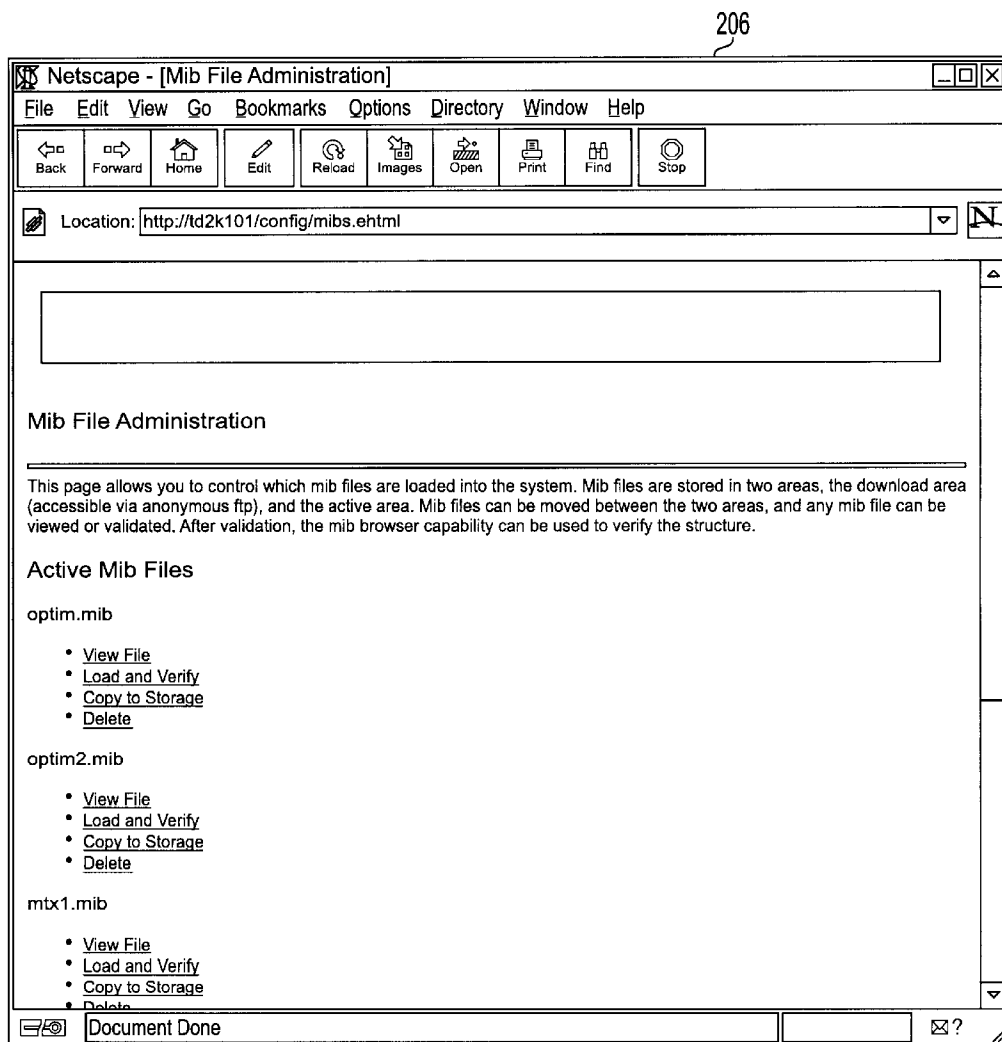 206
Netscape - [Mib File Administration]
File Edit View Go Bookmarks Options Directory Window Help
Back Forward Home Edit Reload Images Open Print Find Stop
Location: http://td2k101/config/mibs.ehtml
N
Mib File Administration
This page allows you to control which mib files are loaded into the system. Mib files are stored in two areas, the download area
(accessible via anonymous ftp), and the active area. Mib files can be moved between the two areas, and any mib file can be
viewed or validated. After validation, the mib browser capability can be used to verify the structure.
Active Mib Files
optim.mib
• View File
• Load and Verify
• Copy to Storage
• Delete
optim2.mib
• View File
• Load and Verify
• Copy to Storage
• Delete
mtx1.mib
• View File
• Load and Verify
• Copy to Storage
• Delete
Document Done
?